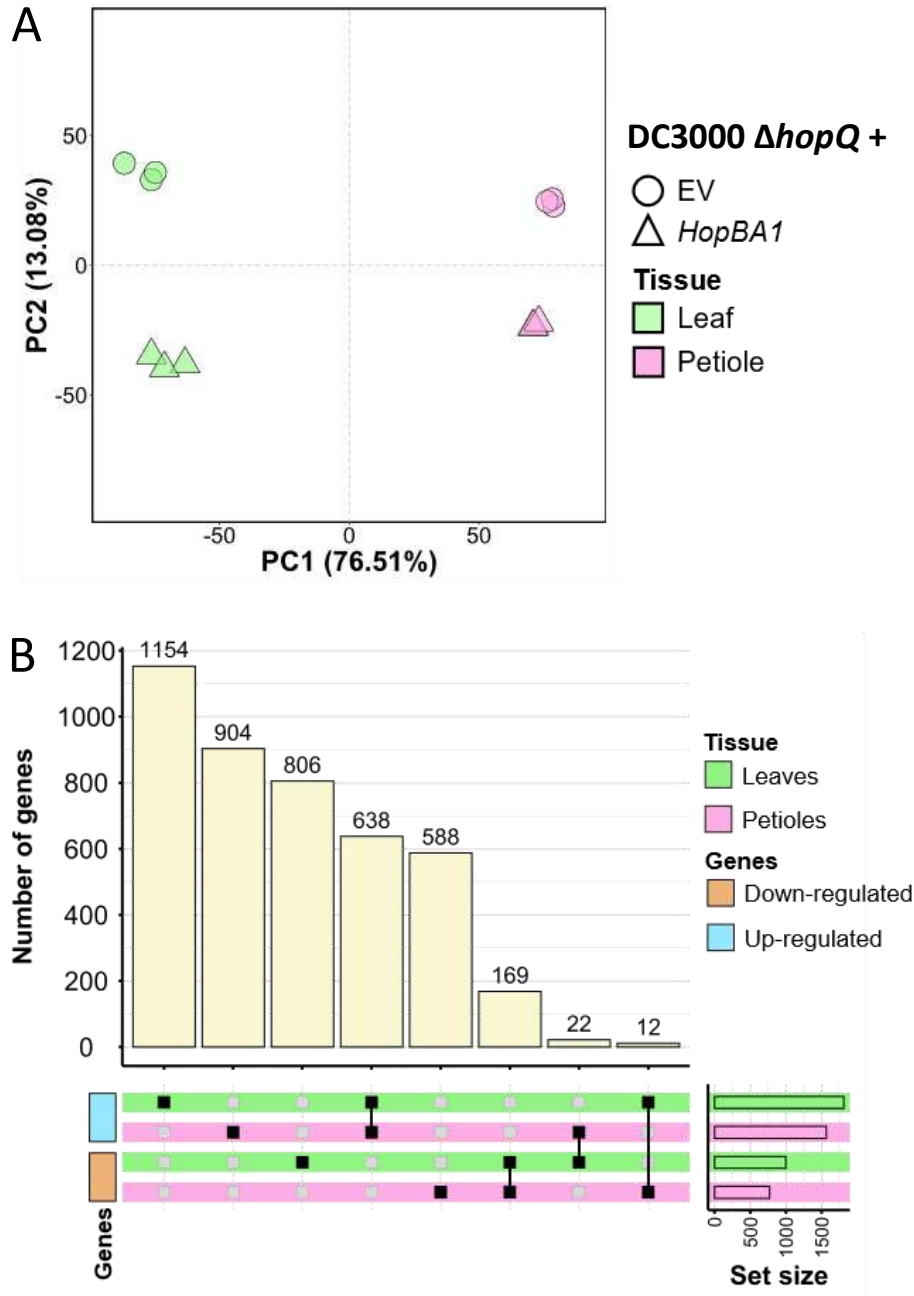 A
DC3000 ΔhopQ +
EV
HopBA1
Tissue
Leaf
Petiole
50
0
-50
PC2 (13.08%)
-50
0
50
PC1 (76.51%)
B
1200
1000
800
600
400
200
0
Number of genes
1154
904
806
638
588
169
22
12
Tissue
Leaves
Petioles
Genes
Down-regulated
Up-regulated
Genes
0
500
1000
1500
Set size